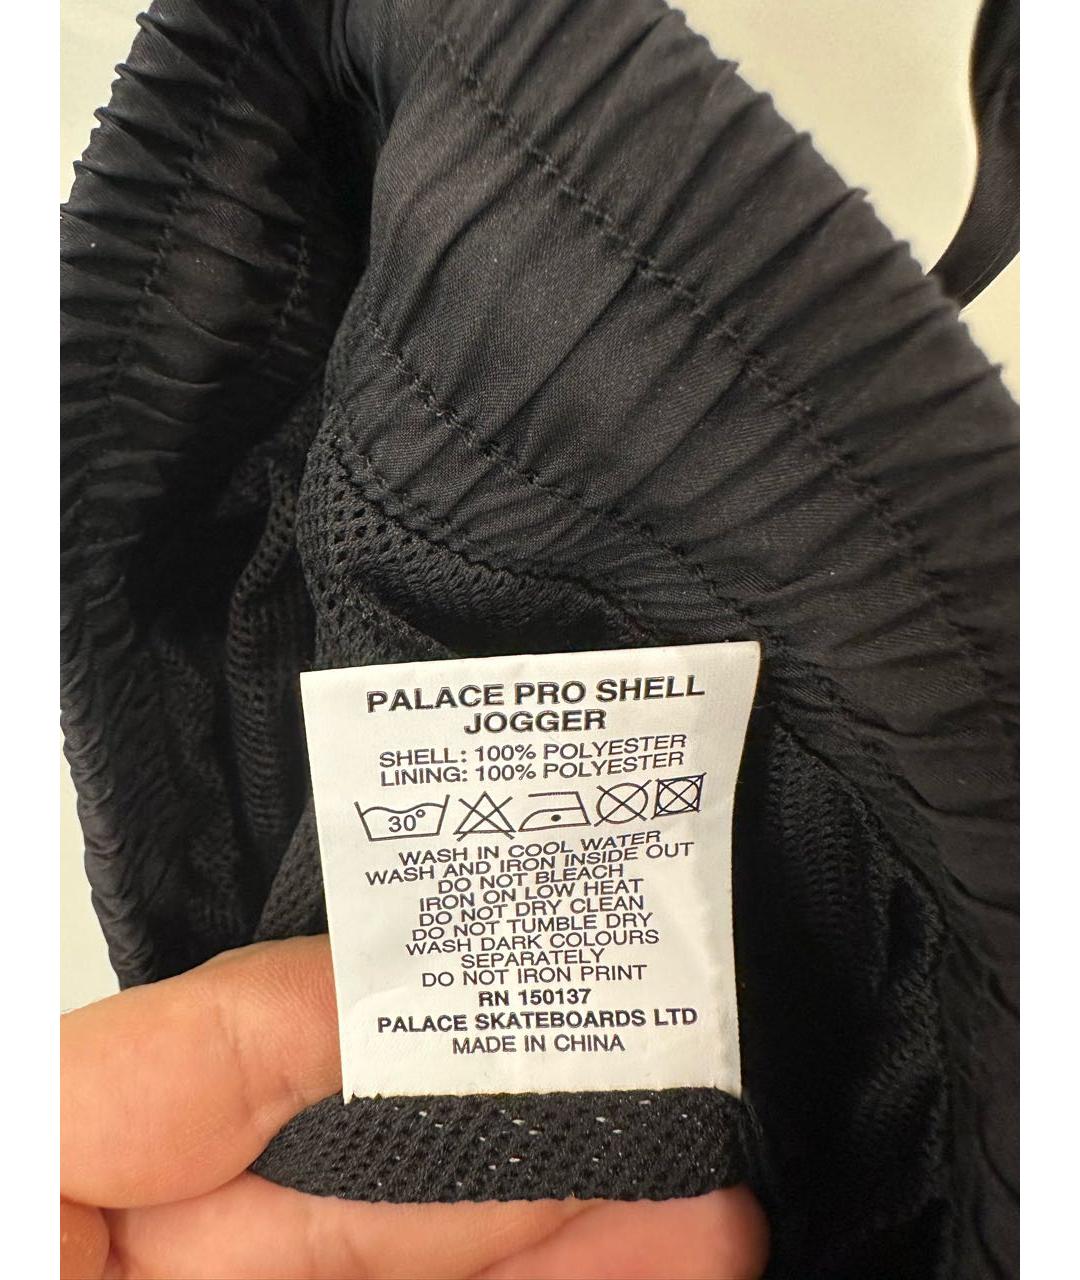 PALACE PRO SHELL
JOGGER
SHELL: 100% POLYESTER
LINING: 100% POLYESTER
30°
WASH IN COOL WATER
WASH AND IRON INSIDE OUT
DO NOT BLEACH
IRON ON LOW HEAT
DO NOT DRY CLEAN
DO NOT TUMBLE DRY
WASH DARK COLOURS
SEPARATELY
DO NOT IRON PRINT
RN 150137
PALACE SKATEBOARDS LTD
MADE IN CHINA